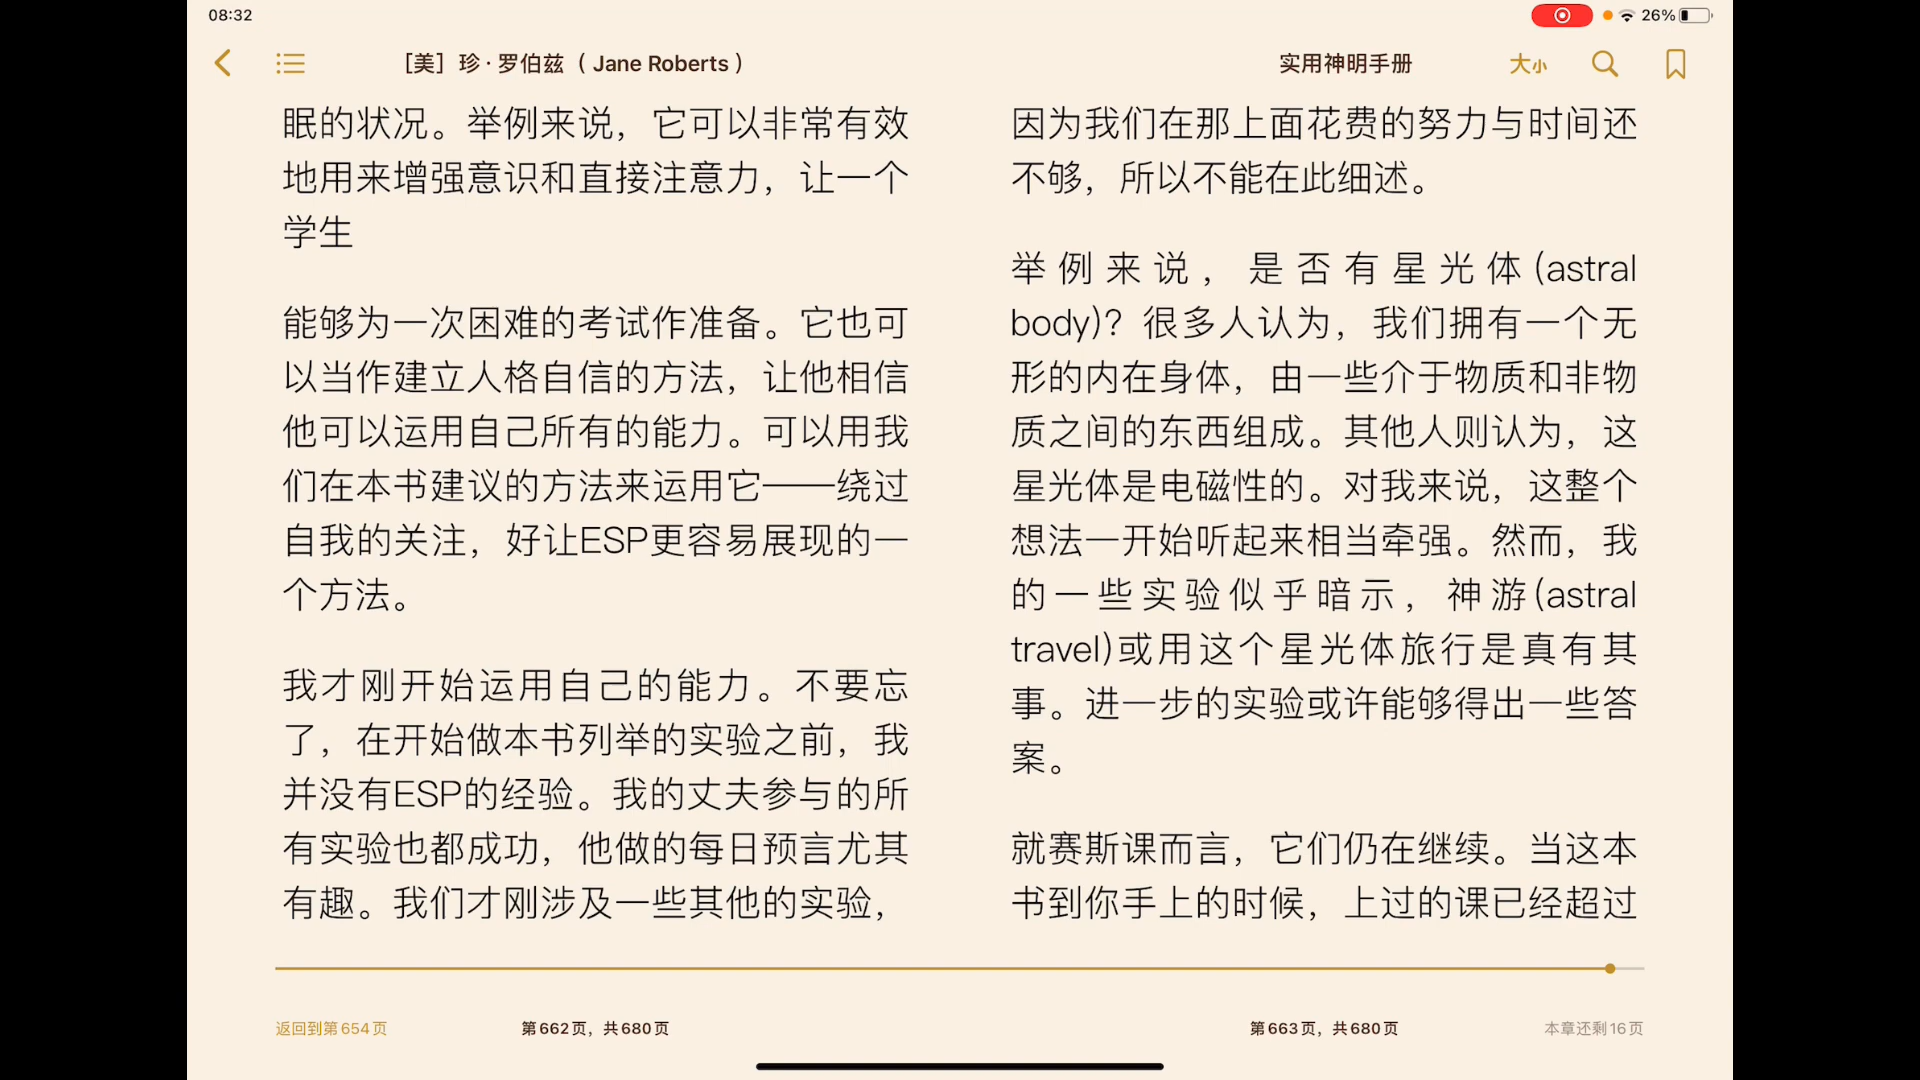 08:32
26%
[美] 珍·罗伯兹（Jane Roberts）
实用神明手册
大小
眠的状况。举例来说，它可以非常有效
地用来增强意识和直接注意力，让一个
学生
能够为一次困难的考试作准备。它也可
以当作建立人格自信的方法，让他相信
他可以运用自己所有的能力。可以用我
们在本书建议的方法来运用它——绕过
自我的关注，好让ESP更容易展现的一
个方法。
我才刚开始运用自己的能力。不要忘
了，在开始做本书列举的实验之前，我
并没有ESP的经验。我的丈夫参与的所
有实验也都成功，他做的每日预言尤其
有趣。我们才刚涉及一些其他的实验，
因为我们在那上面花费的努力与时间还
不够，所以不能在此细述。
举例来说，是否有星光体(astral
body)？很多人认为，我们拥有一个无
形的内在身体，由一些介于物质和非物
质之间的东西组成。其他人则认为，这
星光体是电磁性的。对我来说，这整个
想法一开始听起来相当牵强。然而，我
的一些实验似乎暗示，神游(astral
travel)或用这个星光体旅行是真有其
事。进一步的实验或许能够得出一些答
案。
就赛斯课而言，它们仍在继续。当这本
书到你手上的时候，上过的课已经超过
返回到第654页
第662页，共680页
第663页，共680页
本章还剩16页